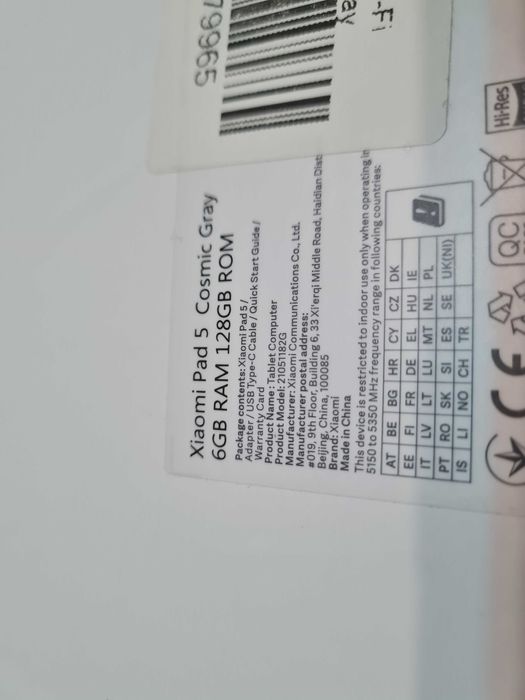 79965
ay
-Fi
Xiaomi Pad 5 Cosmic Gray
6GB RAM 128GB ROM
Package contents: Xiaomi Pad 5 /
Adapter / USB Type-C Cable / Quick Start Guide /
Warranty Card
Product Name: Tablet Computer
Product Model: 21051182G
Manufacturer: Xiaomi Communications Co., Ltd.
Manufacturer postal address:
#019, 9th Floor, Building 6, 33 Xi'erqi Middle Road, Haidian Dist
Beijing, China, 100085
Brand: Xiaomi
Made in China
This device is restricted to indoor use only when operating in
5150 to 5350 MHz frequency range in following countries:
AT BE BG HR CY CZ DK
EE FI FR DE EL HU IE
IT LV LT LU MT NL PL
PT RO SK SI ES SE UK(NI)
IS LI NO CH TR
CE
QC
Hi-Res